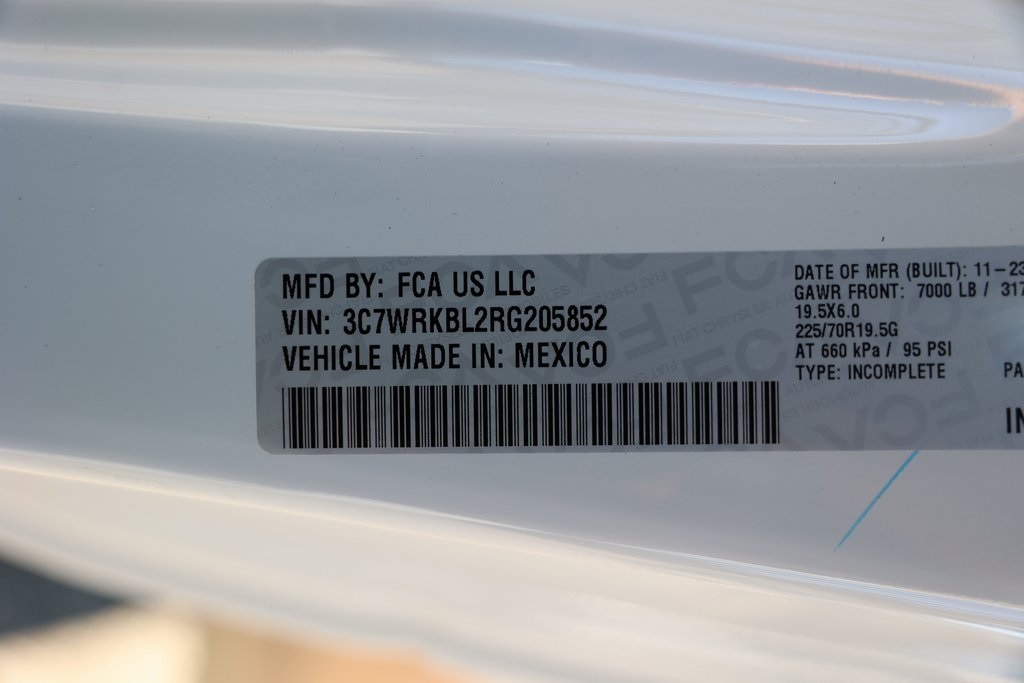 MFD BY: FCA US LLC
VIN: 3C7WRKBL2RG205852
VEHICLE MADE IN: MEXICO
DATE OF MFR (BUILT): 11-23
GAWR FRONT: 7000 LB / 317
19.5X6.0
225/70R19.5G
AT 660 kPa / 95 PSI
TYPE: INCOMPLETE